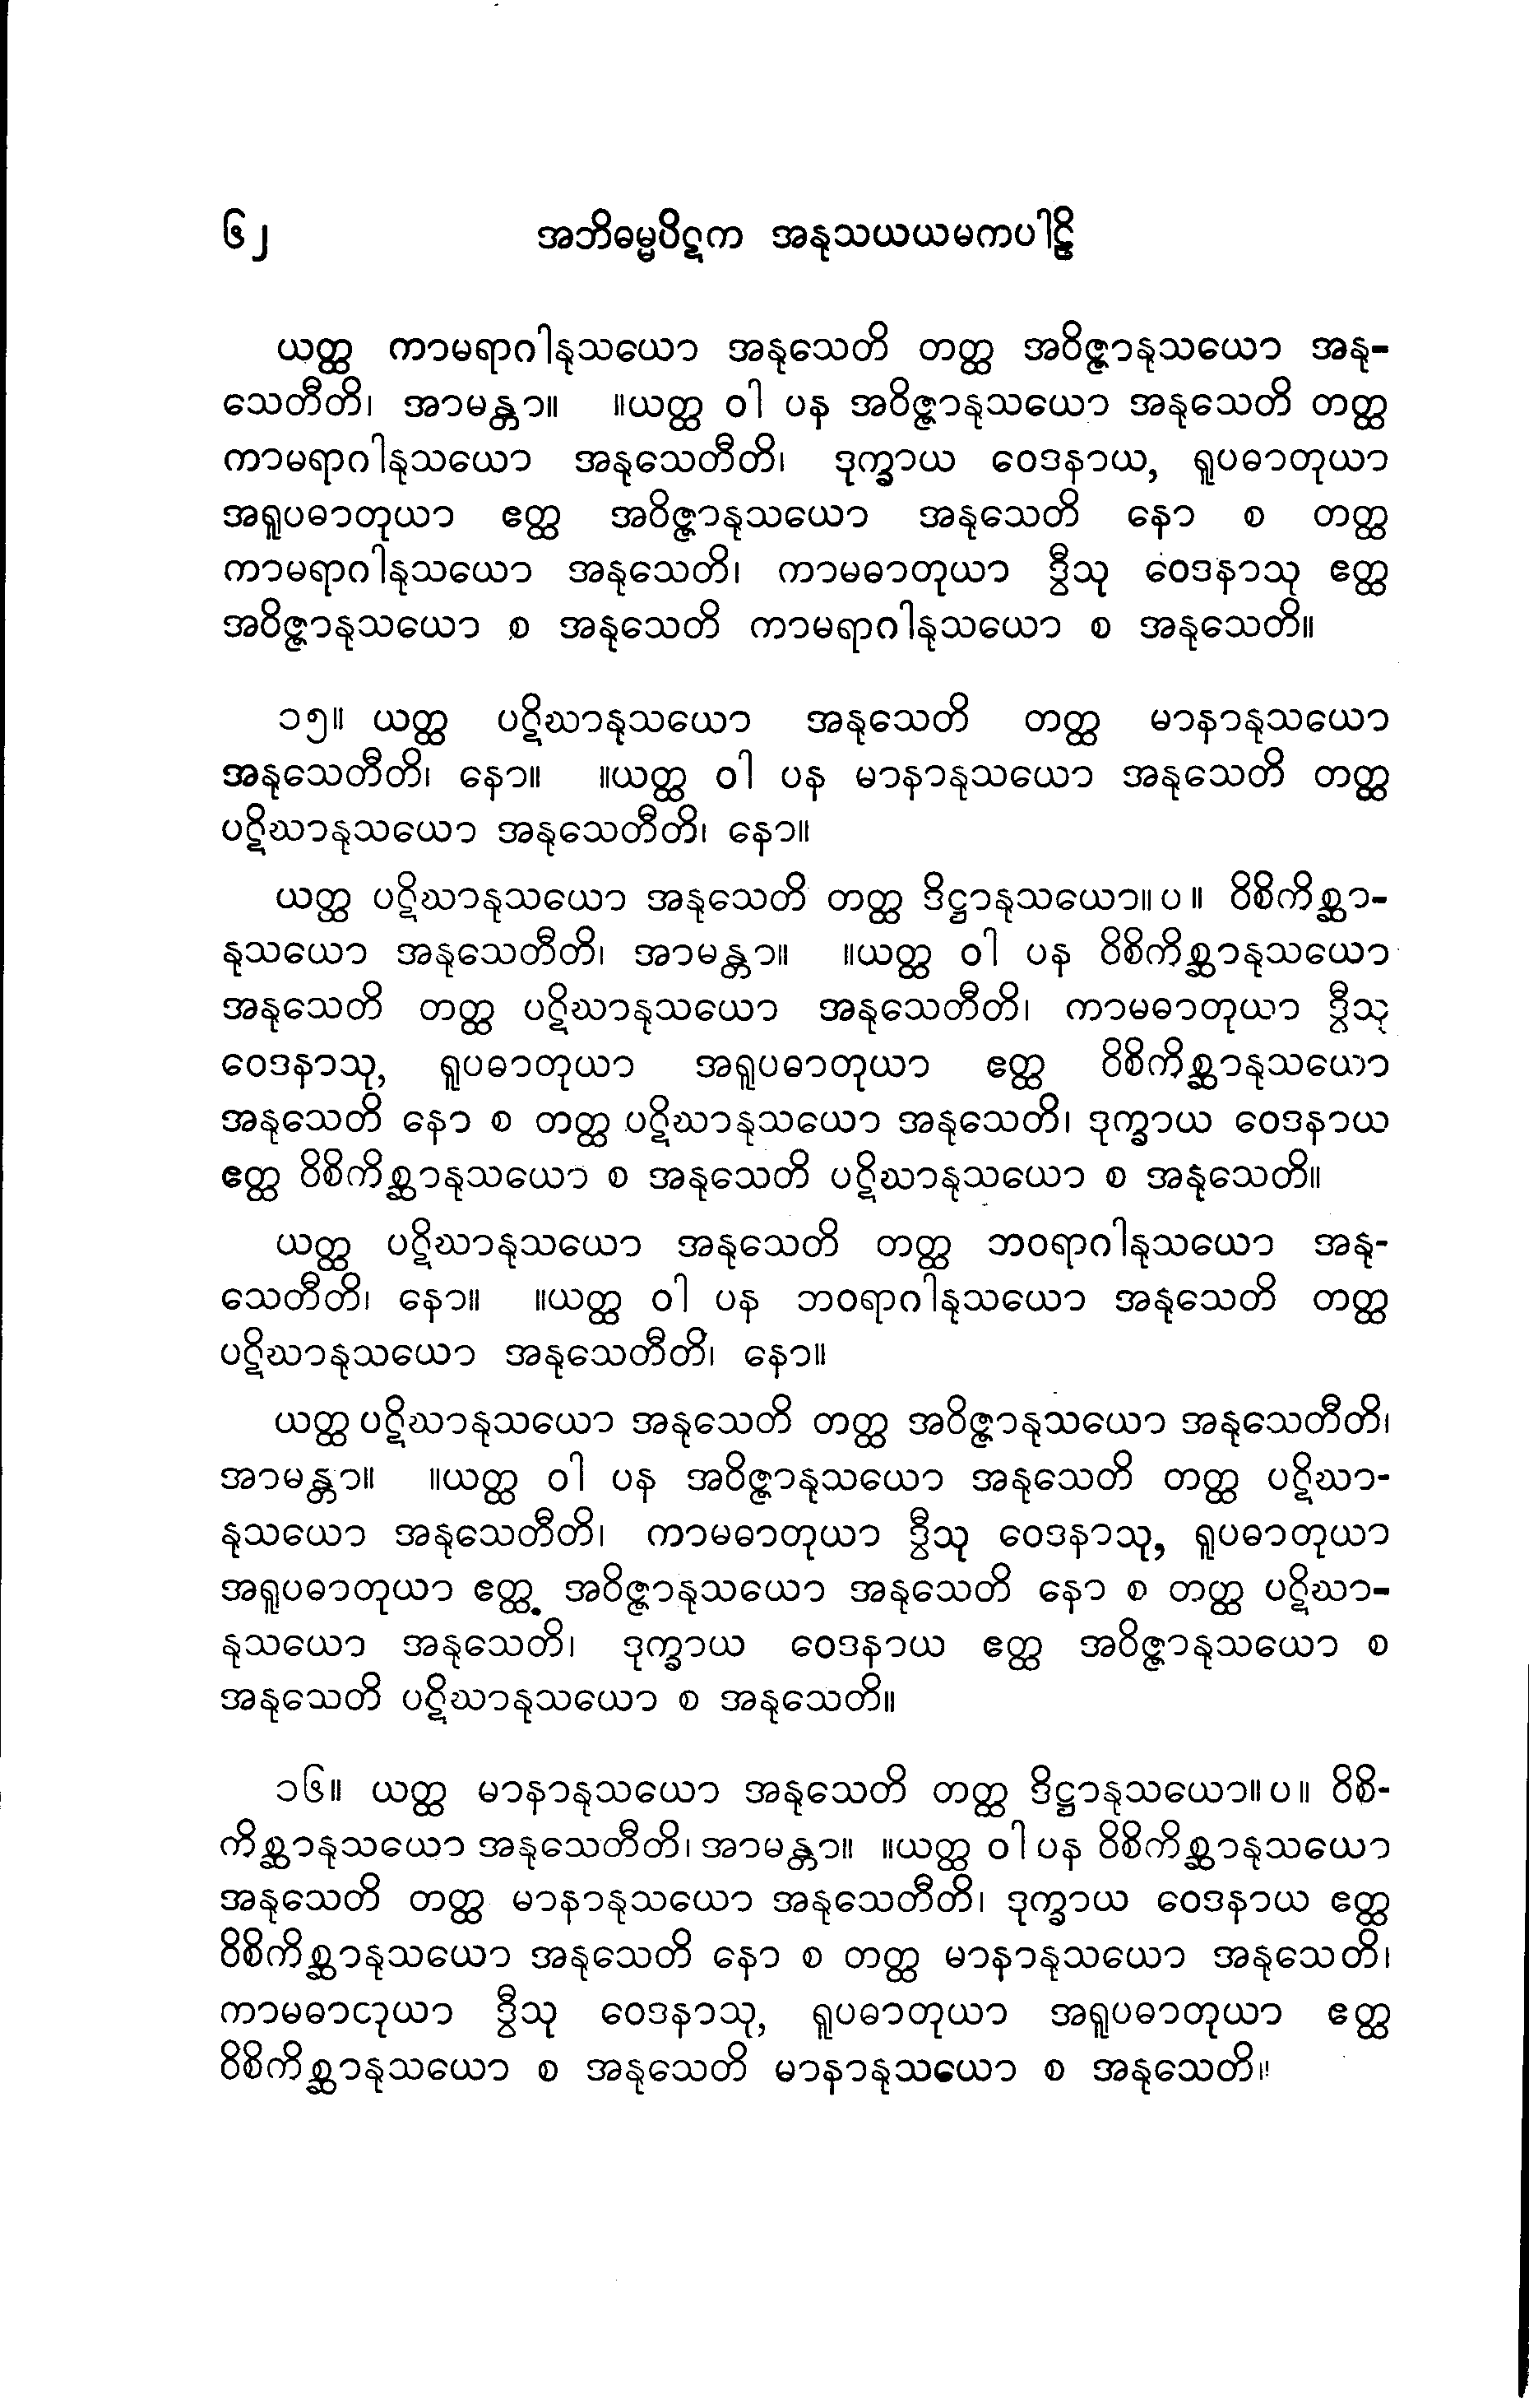 ၆၂ အဘိဓမ္မပိဋက အနုသယယမကပါဠိ
ယတ္ထ ကာမရာဂါနုသယော အနုသေတိ တတ္ထ အဝိဇ္ဇာနုသယော အနု-
သေတီတိ၊ အာမန္တာ။ ။ယတ္ထ ဝါ ပန အဝိဇ္ဇာနုသယော အနုသေတိ တတ္ထ
ကာမရာဂါနုသယော အနုသေတီတိ၊ ဒုက္ခာယ ဝေဒနာယ, ရူပဓာတုယာ
အရူပဓာတုယာ ဧတ္ထ အဝိဇ္ဇာနုသယော အနုသေတိ နော စ တတ္ထ
ကာမရာဂါနုသယော အနုသေတိ၊ ကာမဓာတုယာ ဒွီသု ဝေဒနာသု ဧတ္ထ
အဝိဇ္ဇာနုသယော စ အနုသေတိ ကာမရာဂါနုသယော စ အနုသေတိ။
၁၅။ ယတ္ထ ပဋိဃာနုသယော အနုသေတိ တတ္ထ မာနာနုသယော
အနုသေတီတိ၊ နော။ ။ယတ္ထ ဝါ ပန မာနာနုသယော အနုသေတိ တတ္ထ
ပဋိဃာနုသယော အနုသေတီတိ၊ နော။
ယတ္ထ ပဋိဃာနုသယော အနုသေတိ တတ္ထ ဒိဋ္ဌာနုသယော။ပ။ ဝိစိကိစ္ဆာ-
နုသယော အနုသေတီတိ၊ အာမန္တာ။ ။ယတ္ထ ဝါ ပန ဝိစိကိစ္ဆာနုသယော
အနုသေတိ တတ္ထ ပဋိဃာနုသယော အနုသေတီတိ၊ ကာမဓာတုယာ ဒွီသု
ဝေဒနာသု, ရူပဓာတုယာ အရူပဓာတုယာ ဧတ္ထ ဝိစိကိစ္ဆာနုသယော
အနုသေတိ နော စ တတ္ထ ပဋိဃာနုသယော အနုသေတိ၊ ဒုက္ခာယ ဝေဒနာယ
ဧတ္ထ ဝိစိကိစ္ဆာနုသယော စ အနုသေတိ ပဋိဃာနုသယော စ အနုသေတိ။
ယတ္ထ ပဋိဃာနုသယော အနုသေတိ တတ္ထ ဘဝရာဂါနုသယော အနု-
သေတီတိ၊ နော။ ။ယတ္ထ ဝါ ပန ဘဝရာဂါနုသယော အနုသေတိ တတ္ထ
ပဋိဃာနုသယော အနုသေတီတိ၊ နော။
ယတ္ထ ပဋိဃာနုသယော အနုသေတိ တတ္ထ အဝိဇ္ဇာနုသယော အနုသေတီတိ၊
အာမန္တာ။ ။ယတ္ထ ဝါ ပန အဝိဇ္ဇာနုသယော အနုသေတိ တတ္ထ ပဋိဃာ-
နုသယော အနုသေတီတိ၊ ကာမဓာတုယာ ဒွီသု ဝေဒနာသု, ရူပဓာတုယာ
အရူပဓာတုယာ ဧတ္ထ အဝိဇ္ဇာနုသယော အနုသေတိ နော စ တတ္ထ ပဋိဃာ-
နုသယော အနုသေတိ၊ ဒုက္ခာယ ဝေဒနာယ ဧတ္ထ အဝိဇ္ဇာနုသယော စ
အနုသေတိ ပဋိဃာနုသယော စ အနုသေတိ။
၁၆။ ယတ္ထ မာနာနုသယော အနုသေတိ တတ္ထ ဒိဋ္ဌာနုသယော။ပ။ ဝိစိ-
ကိစ္ဆာနုသယော အနုသေတီတိ၊ အာမန္တာ။ ။ယတ္ထ ဝါ ပန ဝိစိကိစ္ဆာနုသယော
အနုသေတိ တတ္ထ မာနာနုသယော အနုသေတီတိ၊ ဒုက္ခာယ ဝေဒနာယ ဧတ္ထ
ဝိစိကိစ္ဆာနုသယော အနုသေတိ နော စ တတ္ထ မာနာနုသယော အနုသေတိ၊
ကာမဓာတုယာ ဒွီသု ဝေဒနာသု, ရူပဓာတုယာ အရူပဓာတုယာ ဧတ္ထ
ဝိစိကိစ္ဆာနုသယော စ အနုသေတိ မာနာနုသယော စ အနုသေတိ။